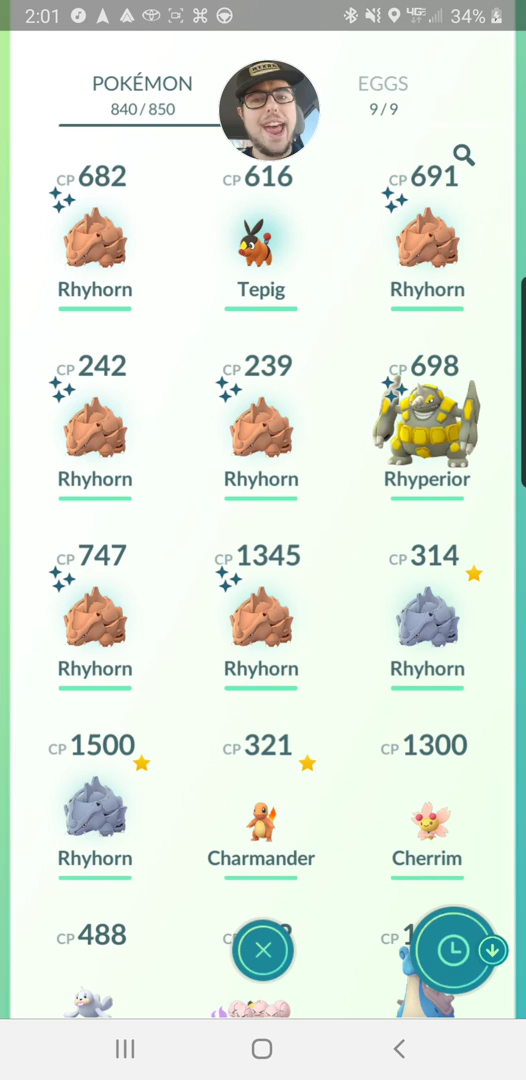 2:01 4GE 34%
POKÉMON EGGS
840/850 9/9
CP 682 CP 616 CP 691
Rhyhorn Tepig Rhyhorn
CP 242 CP 239 CP 698
Rhyhorn Rhyhorn Rhyperior
CP 747 CP 1345 CP 314
Rhyhorn Rhyhorn Rhyhorn
CP 1500 CP 321 CP 1300
Rhyhorn Charmander Cherrim
CP 488 CP